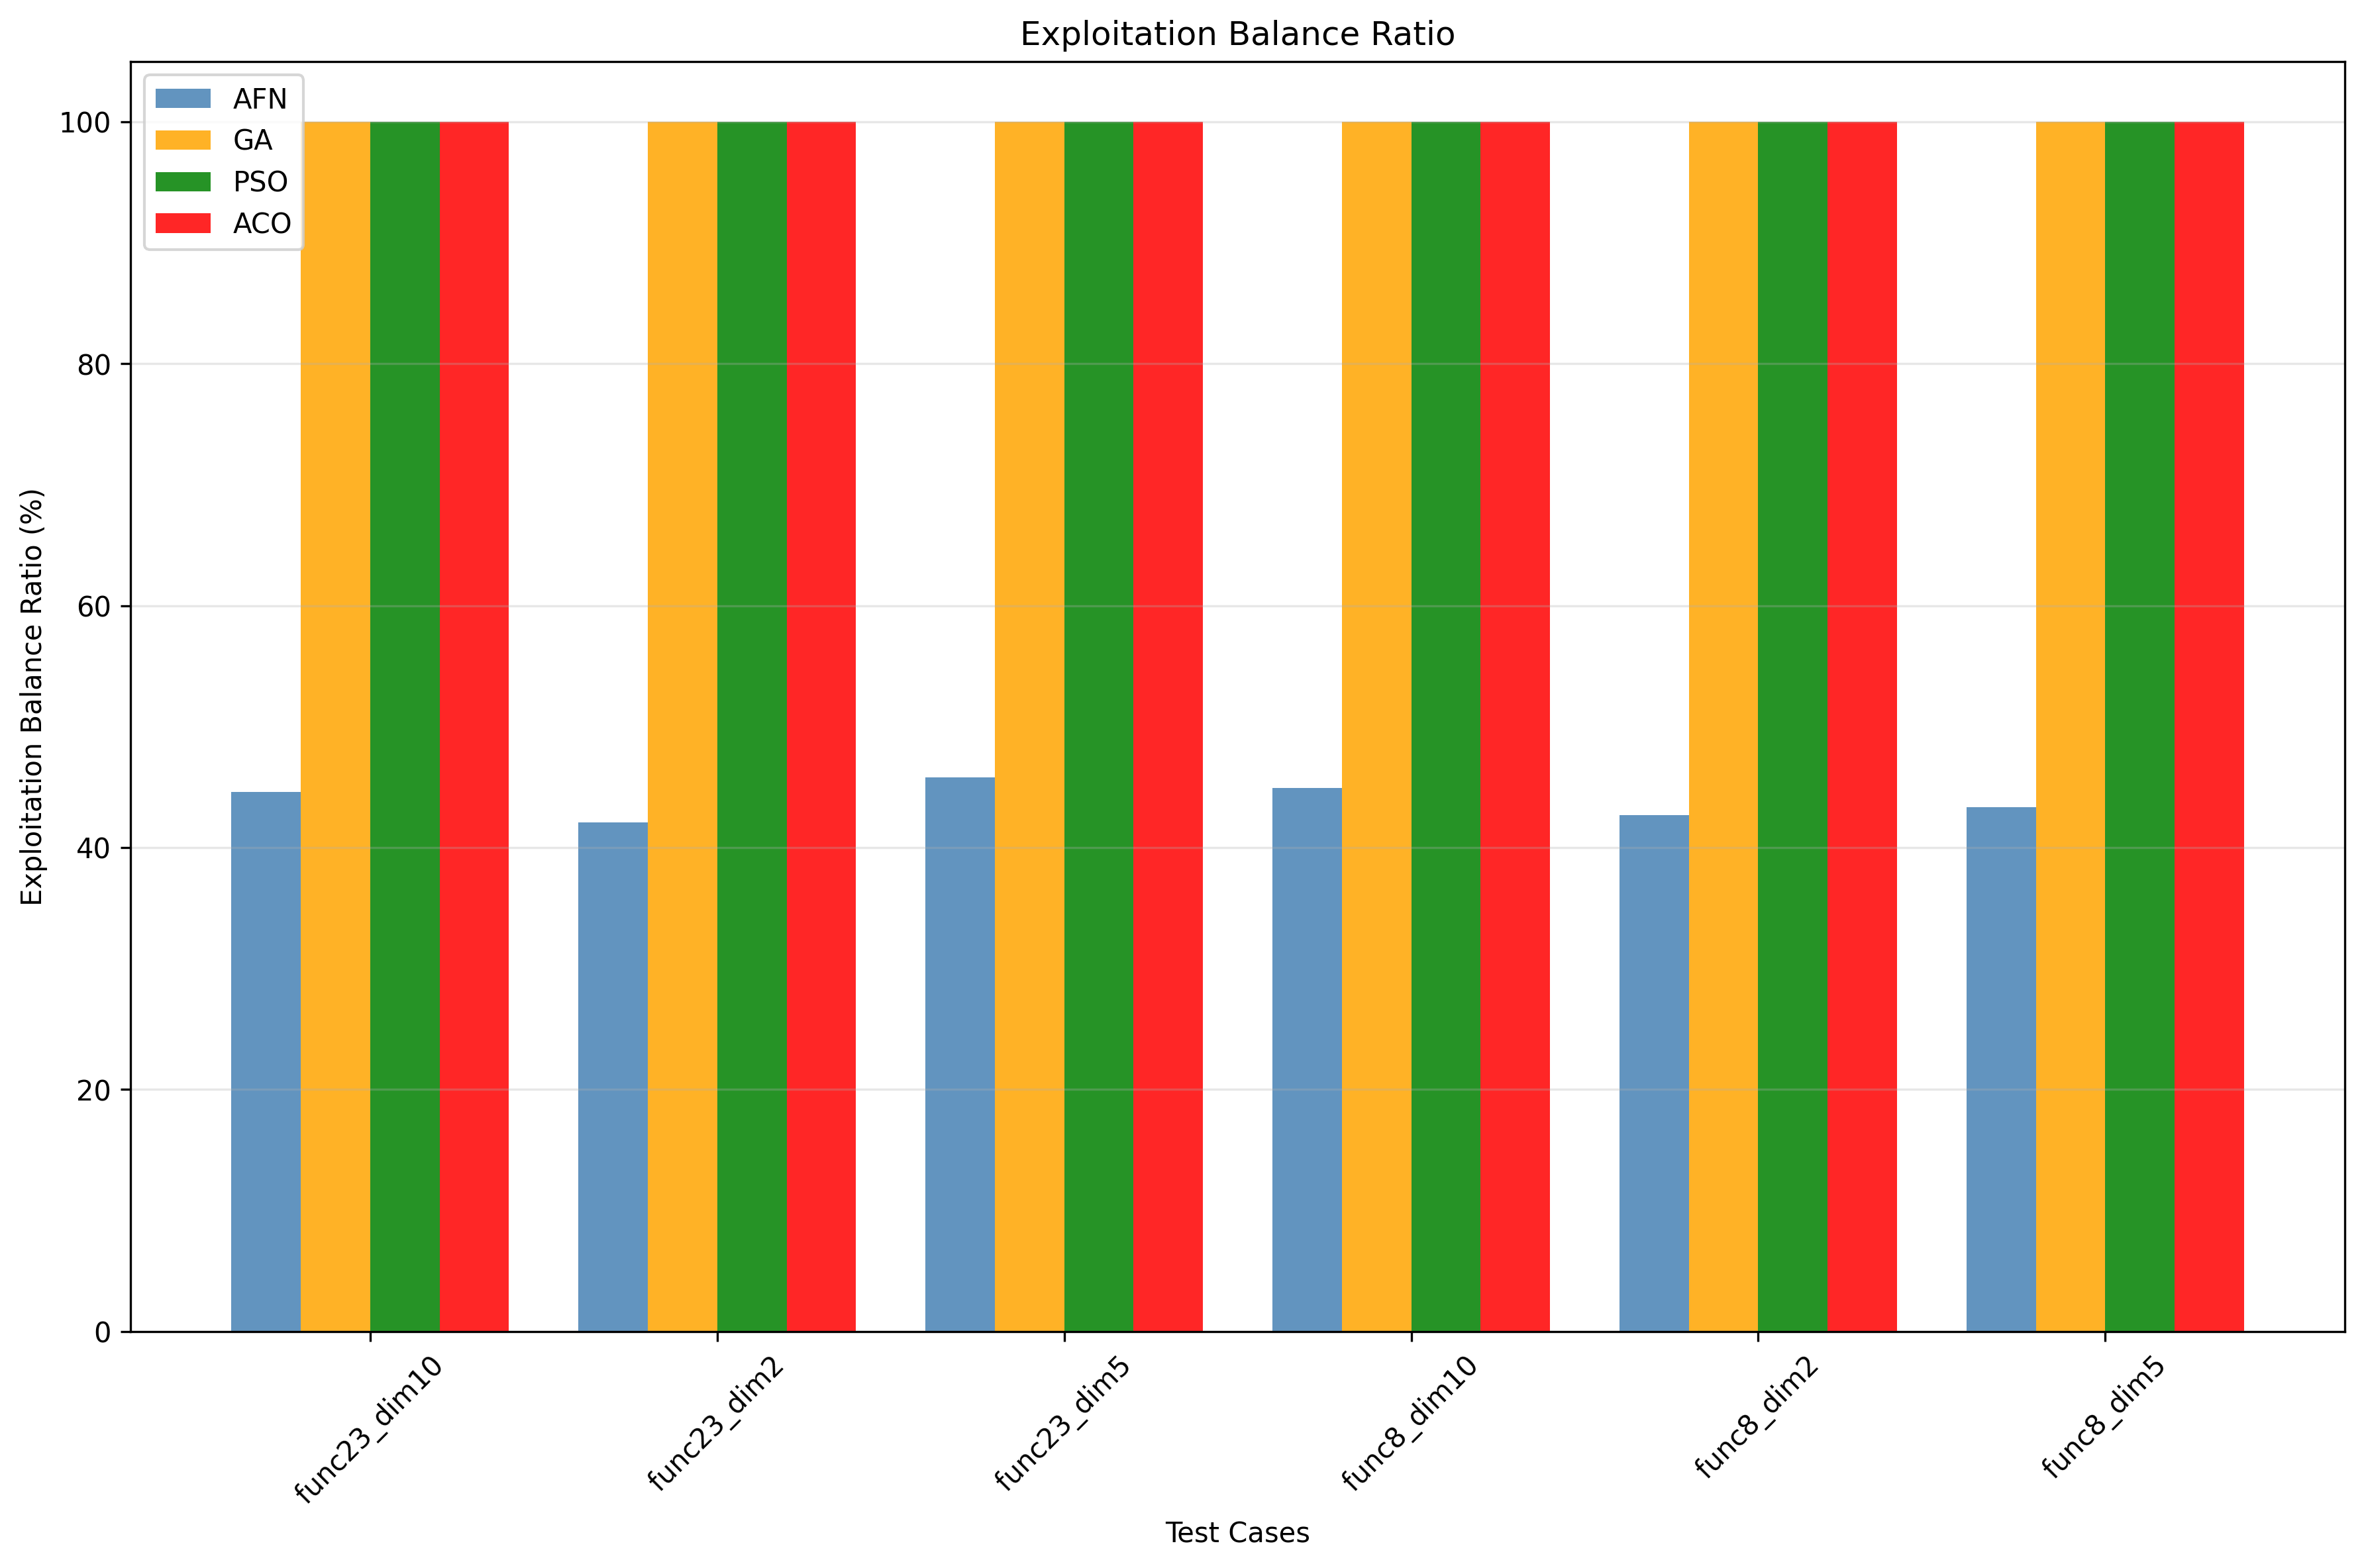 Exploitation Balance Ratio
AFN
GA
PSO
ACO
Exploitation Balance Ratio (%)
100
80
60
40
20
0
func23_dim10
func23_dim2
func23_dim5
func8_dim10
func8_dim2
func8_dim5
Test Cases